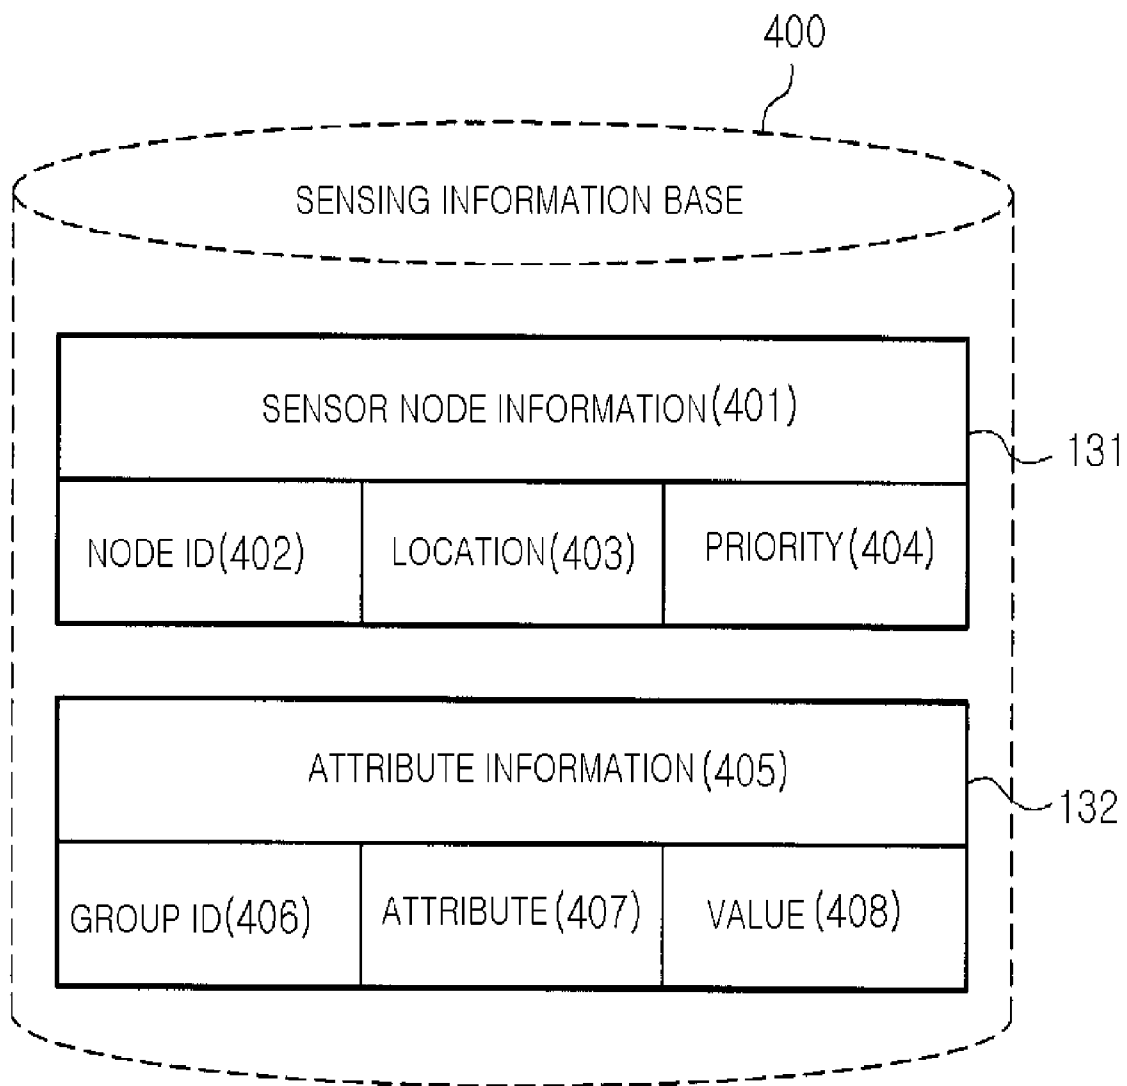 400
SENSING INFORMATION BASE
SENSOR NODE INFORMATION(401)
131
NODE ID(402)
LOCATION(403)
PRIORITY(404)
ATTRIBUTE INFORMATION(405)
132
GROUP ID(406)
ATTRIBUTE(407)
VALUE(408)